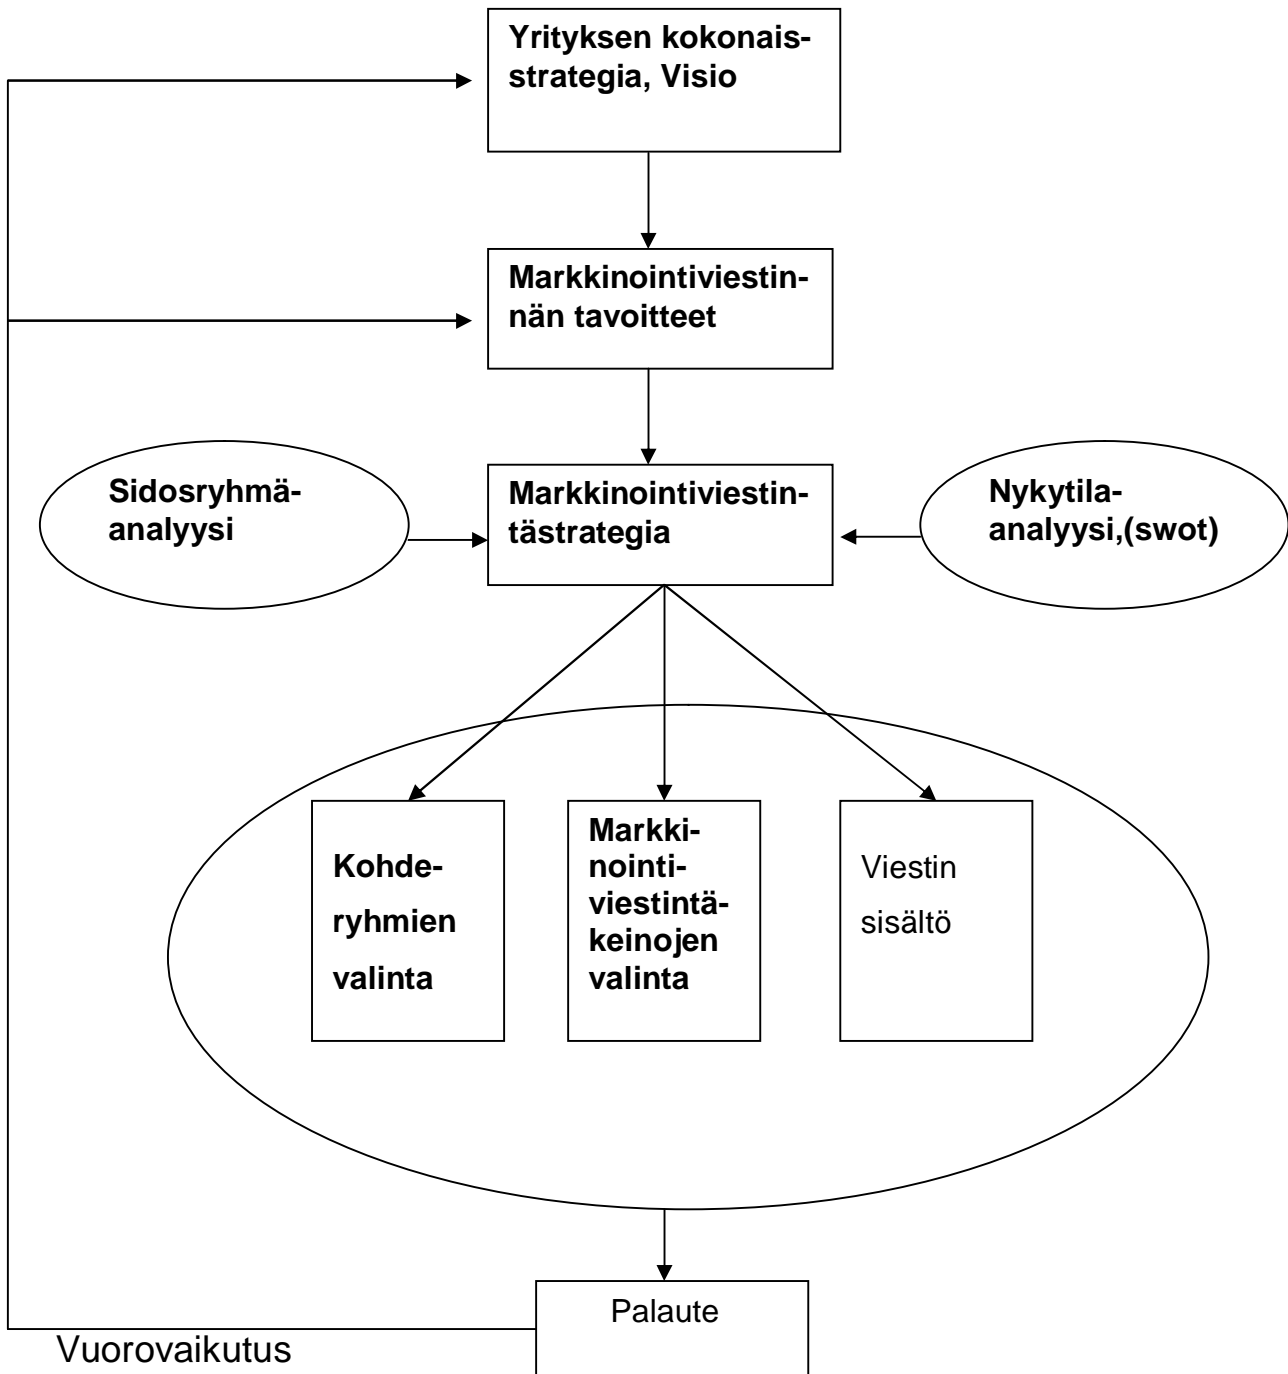 Yrityksen kokonais-
strategia, Visio
Markkinointiviestin-
nän tavoitteet
Sidosryhmä-
analyysi
Markkinointiviestin-
tästrategia
Nykytila-
analyysi,(swot)
Kohde-
ryhmien
valinta
Markki-
nointi-
viestintä-
keinojen
valinta
Viestin
sisältö
Palaute
Vuorovaikutus